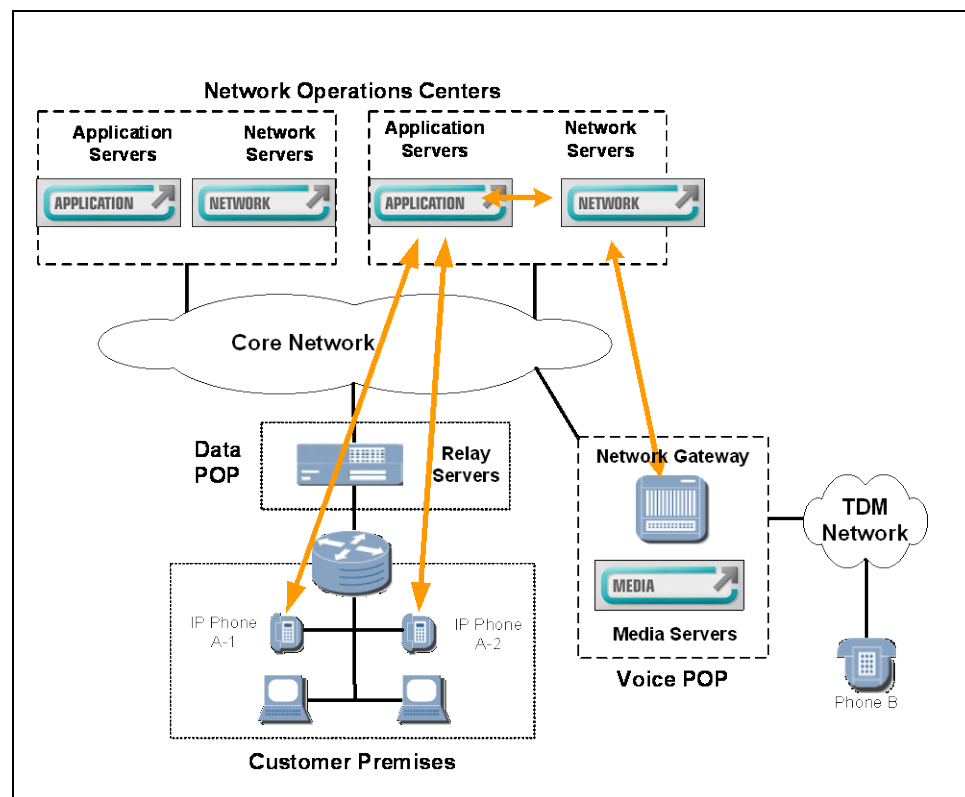 Network Operations Centers
Application
Servers
Network
Servers
Application
Servers
Network
Servers
APPLICATION
NETWORK
APPLICATION
NETWORK
Core Network
Data
POP
Relay
Servers
Network Gateway
TDM
Network
MEDIA
Media Servers
Voice POP
IP Phone
A-1
IP Phone
A-2
Phone B
Customer Premises